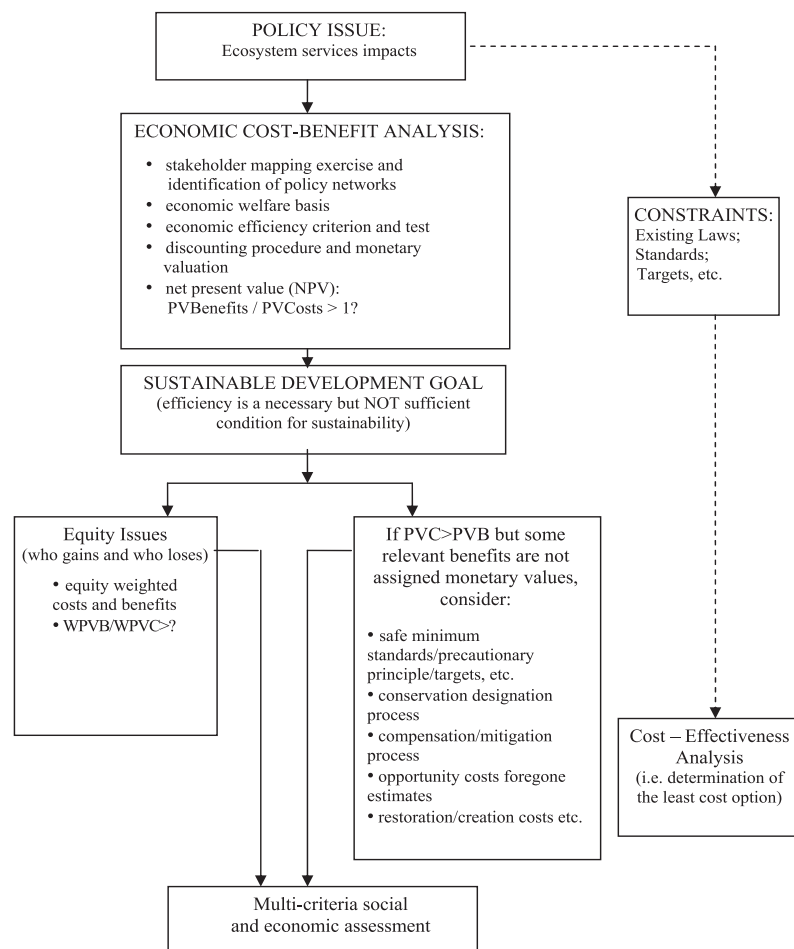 POLICY ISSUE:
Ecosystem services impacts
ECONOMIC COST-BENEFIT ANALYSIS:
• stakeholder mapping exercise and
identification of policy networks
• economic welfare basis
• economic efficiency criterion and test
• discounting procedure and monetary
valuation
• net present value (NPV):
PVBenefits / PVCosts > 1?
CONSTRAINTS:
Existing Laws;
Standards;
Targets, etc.
SUSTAINABLE DEVELOPMENT GOAL
(efficiency is a necessary but NOT sufficient
condition for sustainability)
Equity Issues
(who gains and who loses)
• equity weighted
costs and benefits
• WPVB/WPVC>?
If PVC>PVB but some
relevant benefits are not
assigned monetary values,
consider:
• safe minimum
standards/precautionary
principle/targets, etc.
• conservation designation
process
• compensation/mitigation
process
• opportunity costs foregone
estimates
• restoration/creation costs etc.
Cost – Effectiveness
Analysis
(i.e. determination of
the least cost option)
Multi-criteria social
and economic assessment